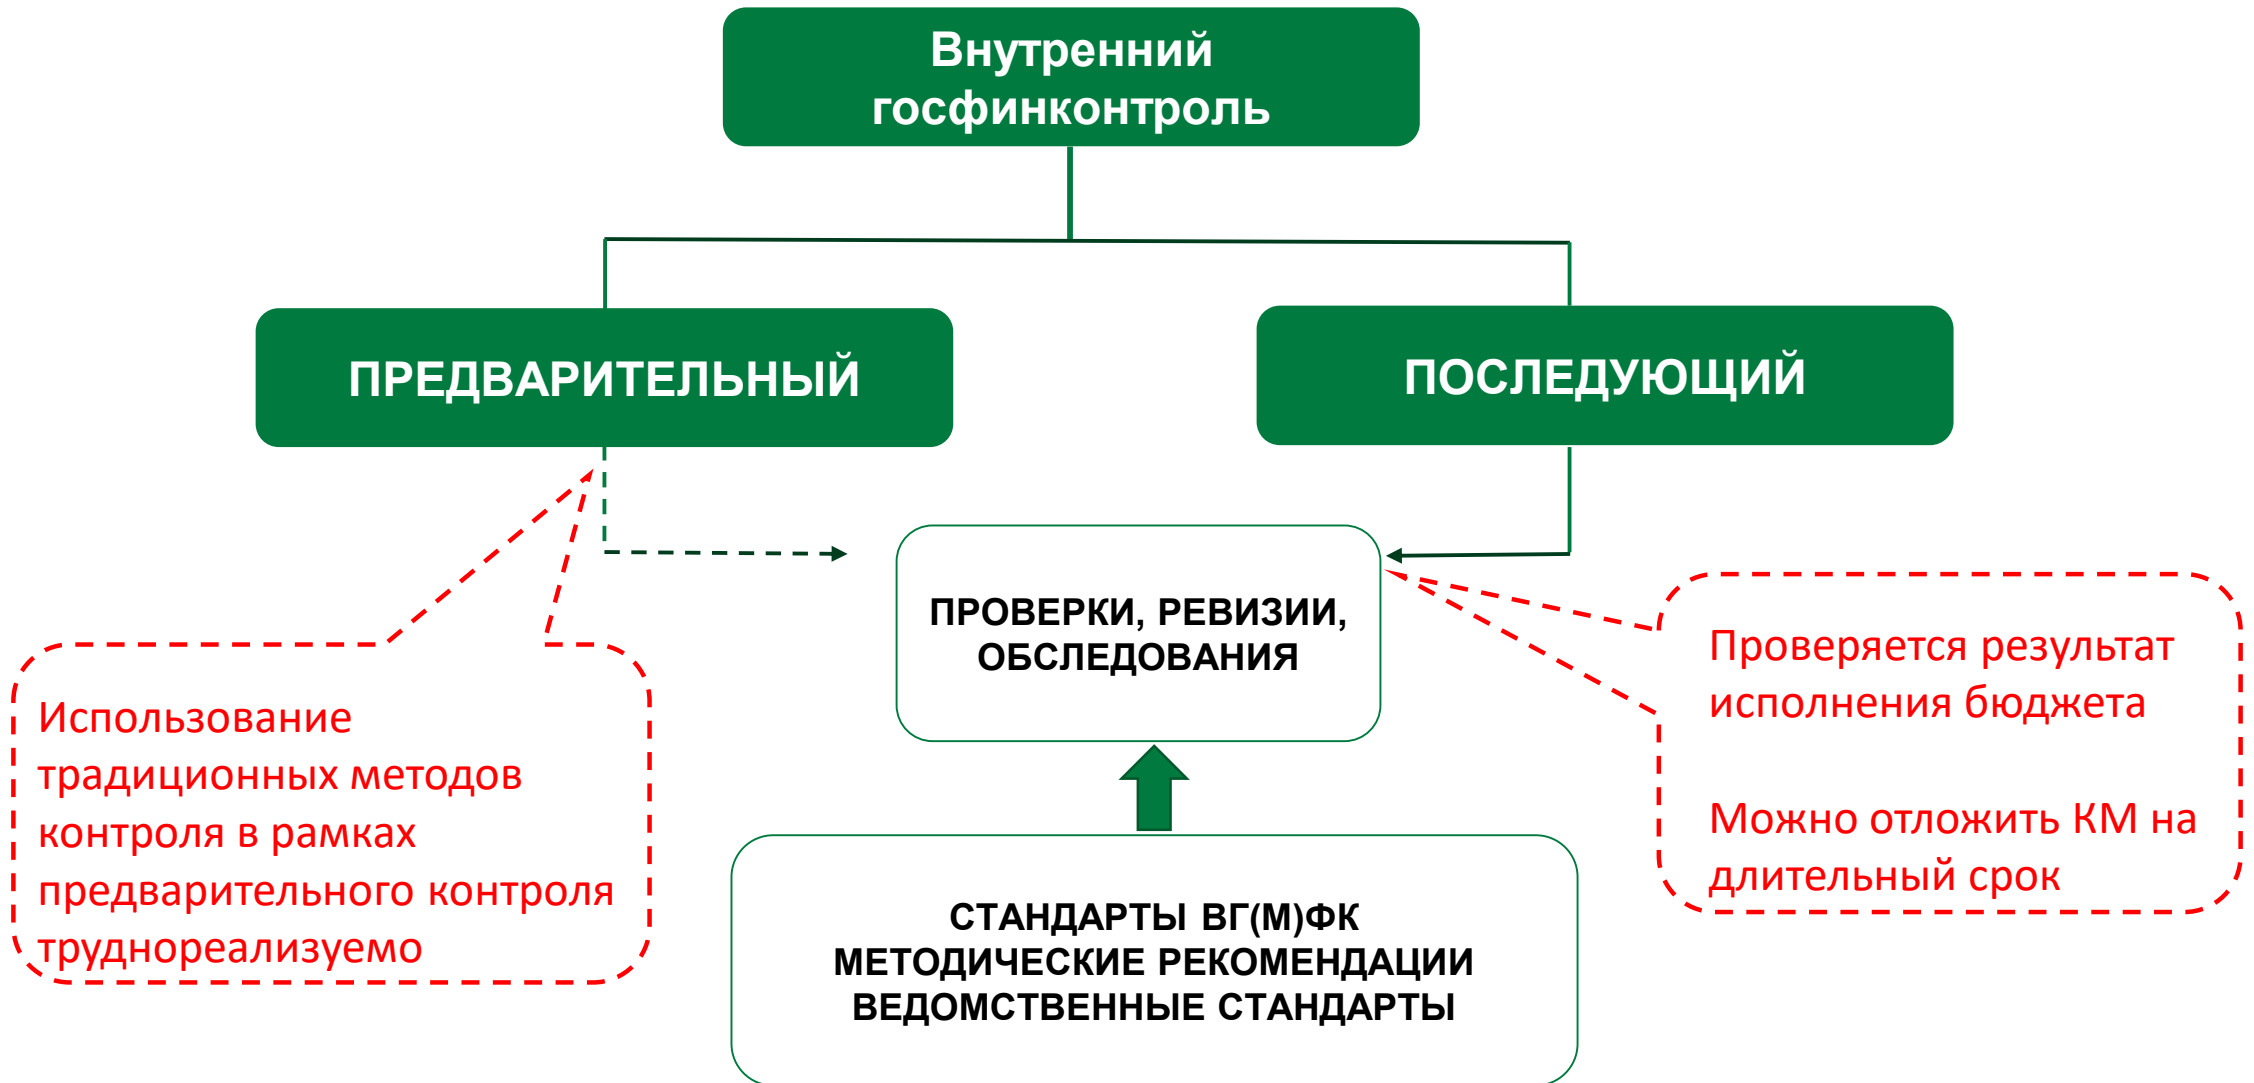 Внутренний
госфинконтроль
ПРЕДВАРИТЕЛЬНЫЙ
ПОСЛЕДУЮЩИЙ
ПРОВЕРКИ, РЕВИЗИИ,
ОБСЛЕДОВАНИЯ
Использование
традиционных методов
контроля в рамках
предварительного контроля
труднореализуемо
Проверяется результат
исполнения бюджета
Можно отложить КМ на
длительный срок
СТАНДАРТЫ ВГ(М)ФК
МЕТОДИЧЕСКИЕ РЕКОМЕНДАЦИИ
ВЕДОМСТВЕННЫЕ СТАНДАРТЫ